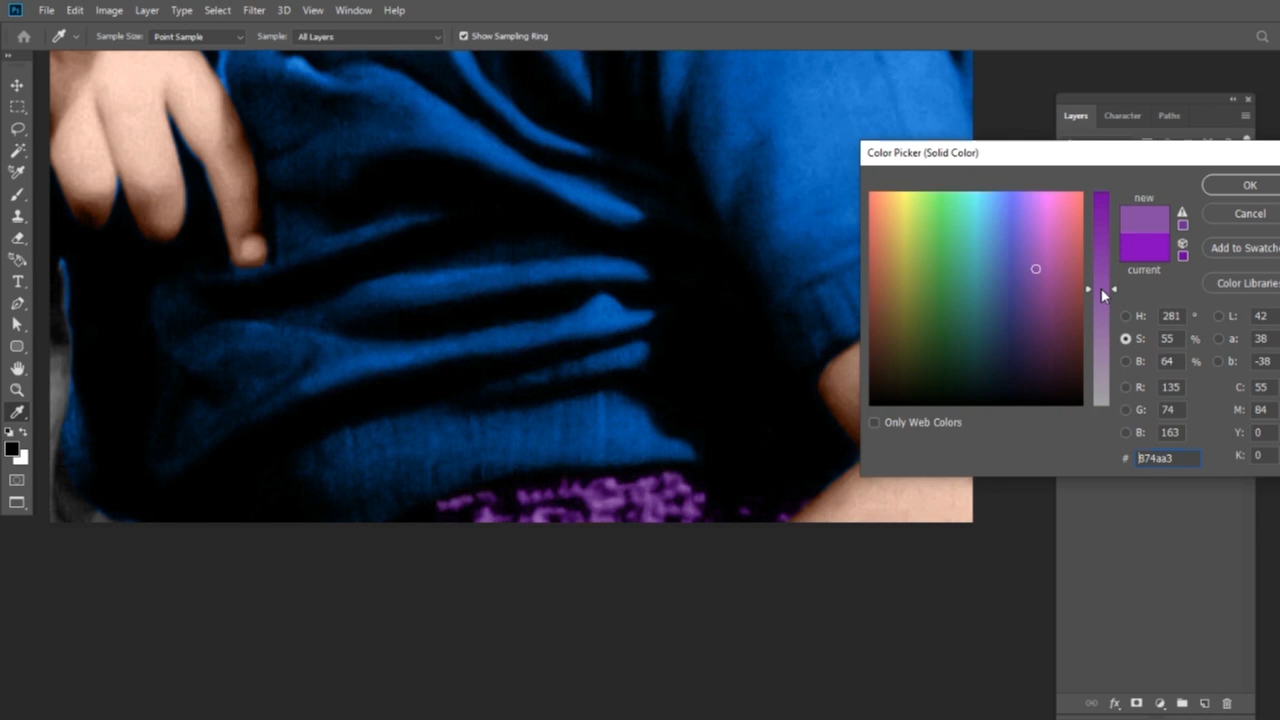 Ps File Edit Image Layer Type Select Filter 3D View Window Help
Sample Size: Point Sample Sample: All Layers Show Sampling Ring
Layers Character Paths
Color Picker (Solid Color)
new
current
OK
Cancel
Add to Swatche
Color Libraries
H: 281 ° L: 42
S: 55 % a: 38
B: 64 % b: -38
R: 135 C: 55
G: 74 M: 84
B: 163 Y: 0
# 874aa3 K: 0
Only Web Colors
T
fx